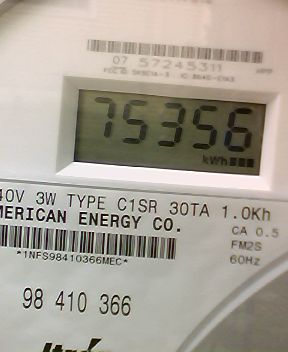 07 57245311
75356
kWh
40V 3W TYPE C1SR 30TA 1.0Kh
MERICAN ENERGY CO.
CA 0.5
*1NFS98410366MEC*
FM2S
60Hz
98 410 366
Itron